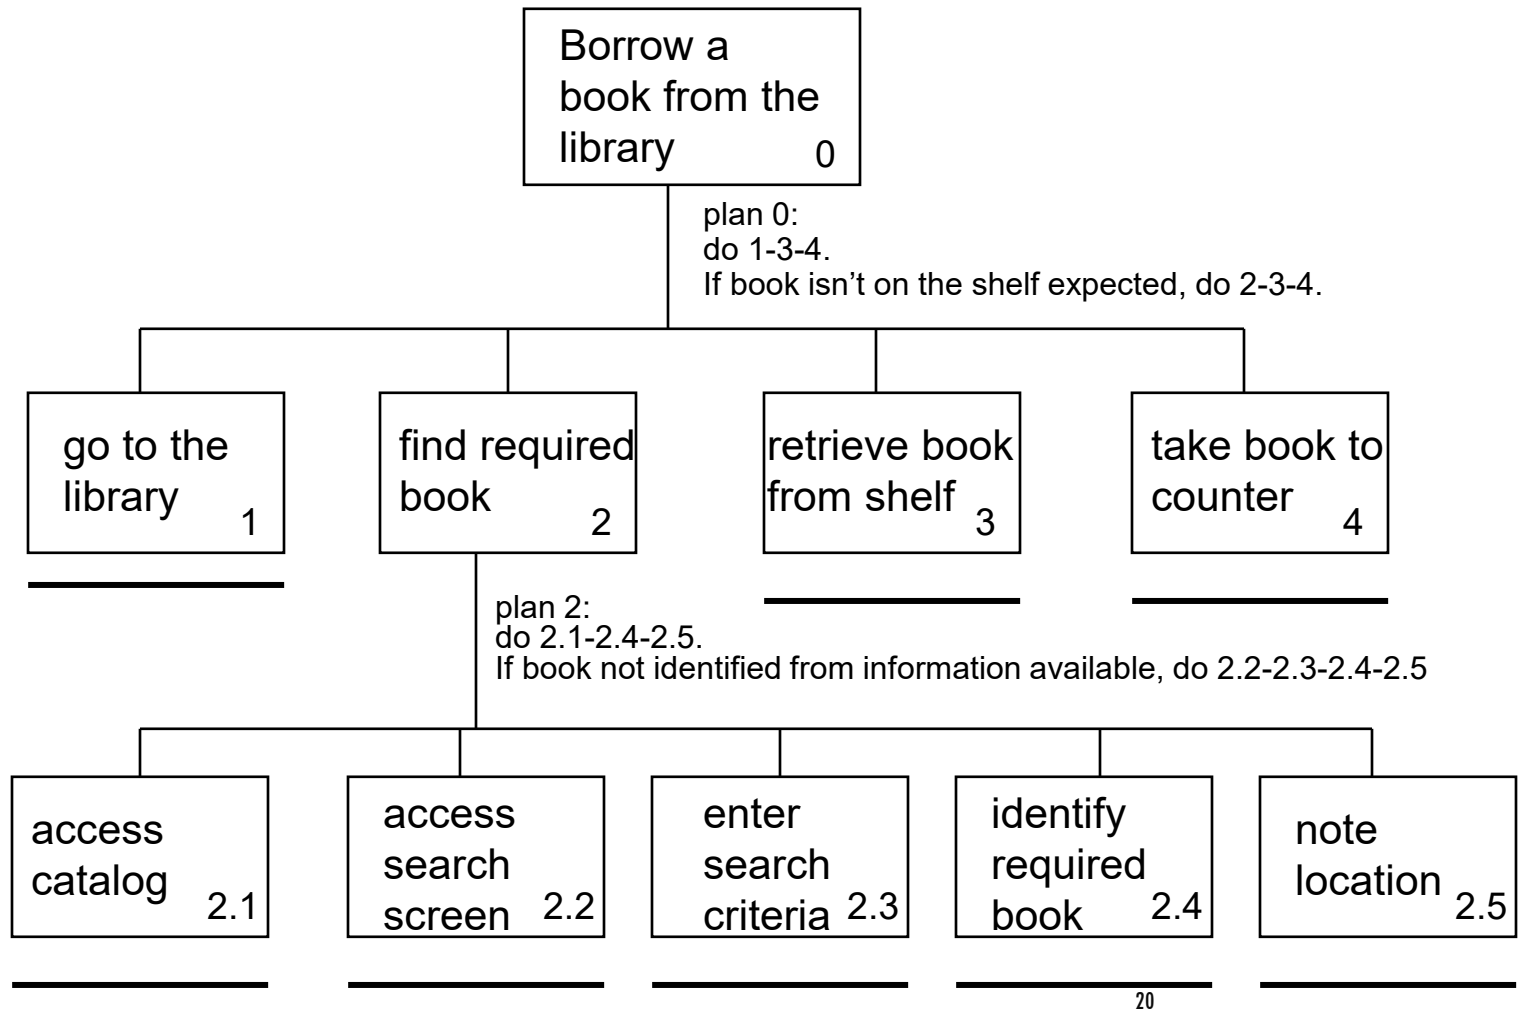 Borrow a
book from the
library
0
plan 0:
do 1-3-4.
If book isn’t on the shelf expected, do 2-3-4.
go to the
library
1
find required
book
2
retrieve book
from shelf
3
take book to
counter
4
plan 2:
do 2.1-2.4-2.5.
If book not identified from information available, do 2.2-2.3-2.4-2.5
access
catalog
2.1
access
search
screen
2.2
enter
search
criteria
2.3
identify
required
book
2.4
note
location
2.5
20